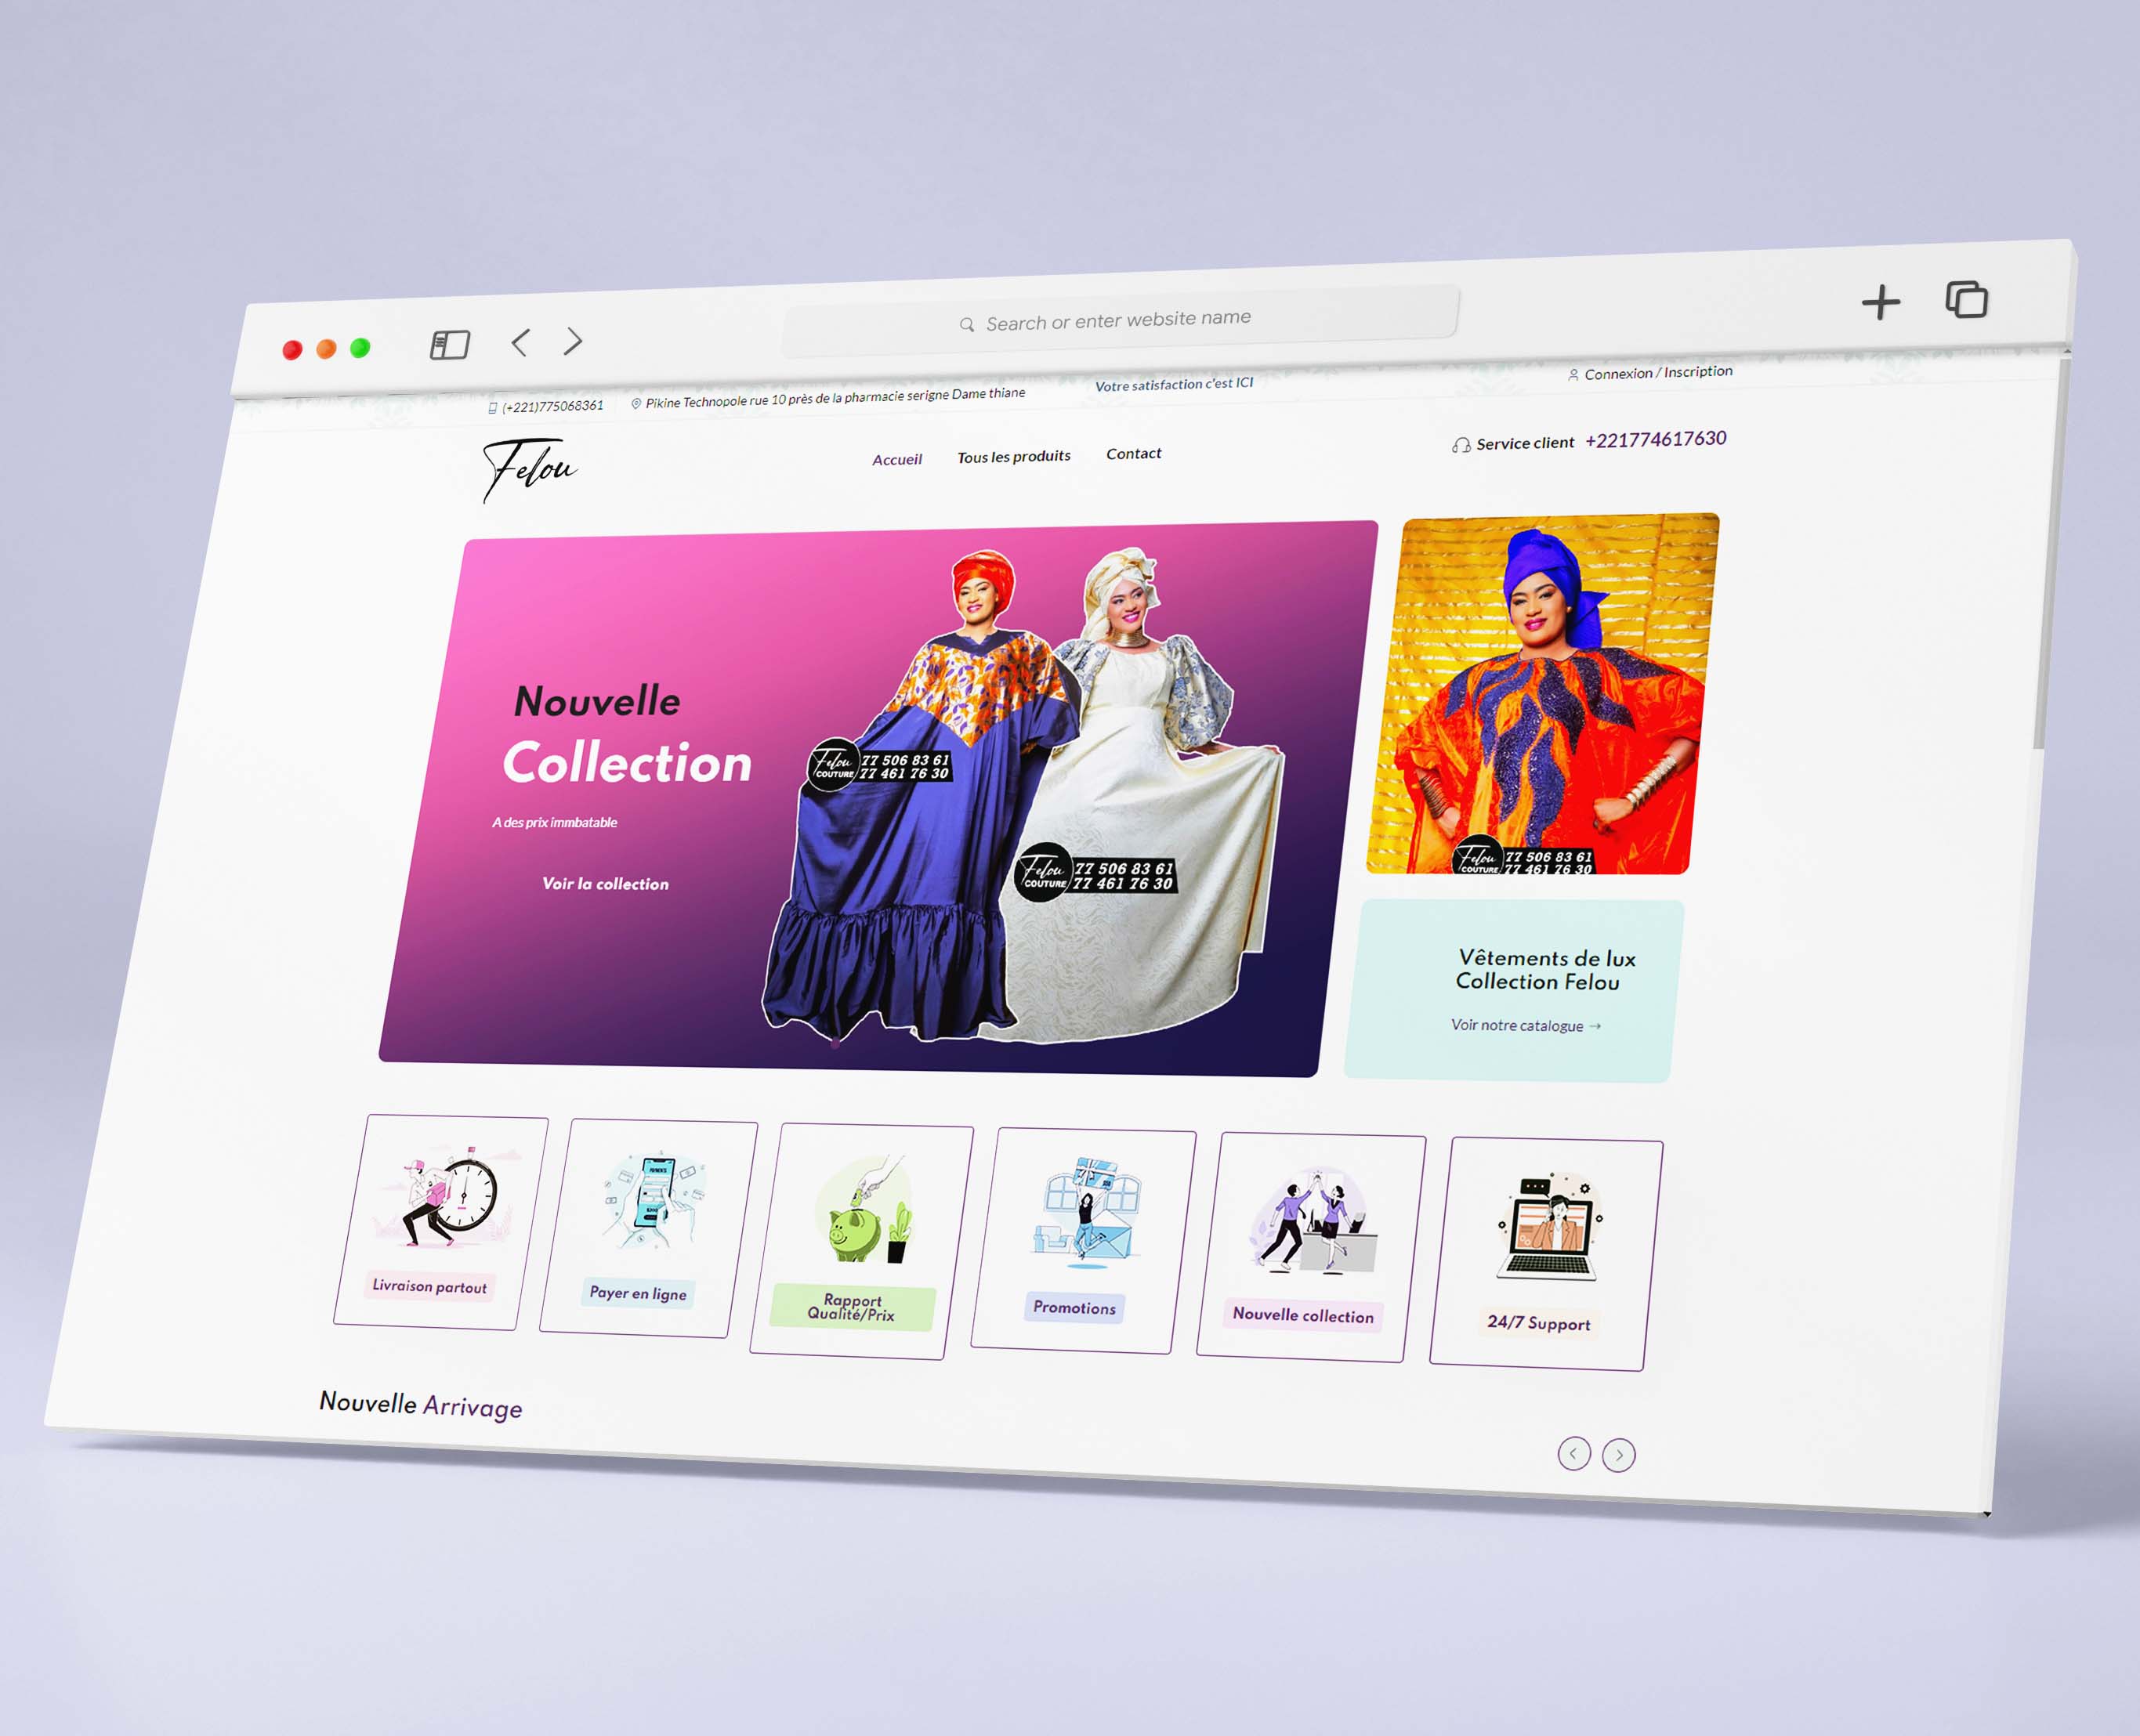 Search or enter website name
(+221)775068361
Pikine Technopole rue 10 près de la pharmacie serigne Dame thiane
Votre satisfaction c'est ICI
Connexion / Inscription
Felou
Accueil
Tous les produits
Contact
Service client +221774617630
Nouvelle
Collection
A des prix immbatable
Voir la collection
Felou
COUTURE
77 506 83 61
77 461 76 30
Felou
COUTURE
77 506 83 61
77 461 76 30
Felou
COUTURE
77 506 83 61
77 461 76 30
Vêtements de lux
Collection Felou
Voir notre catalogue →
Livraison partout
Payer en ligne
Rapport
Qualité/Prix
Promotions
Nouvelle collection
24/7 Support
Nouvelle Arrivage